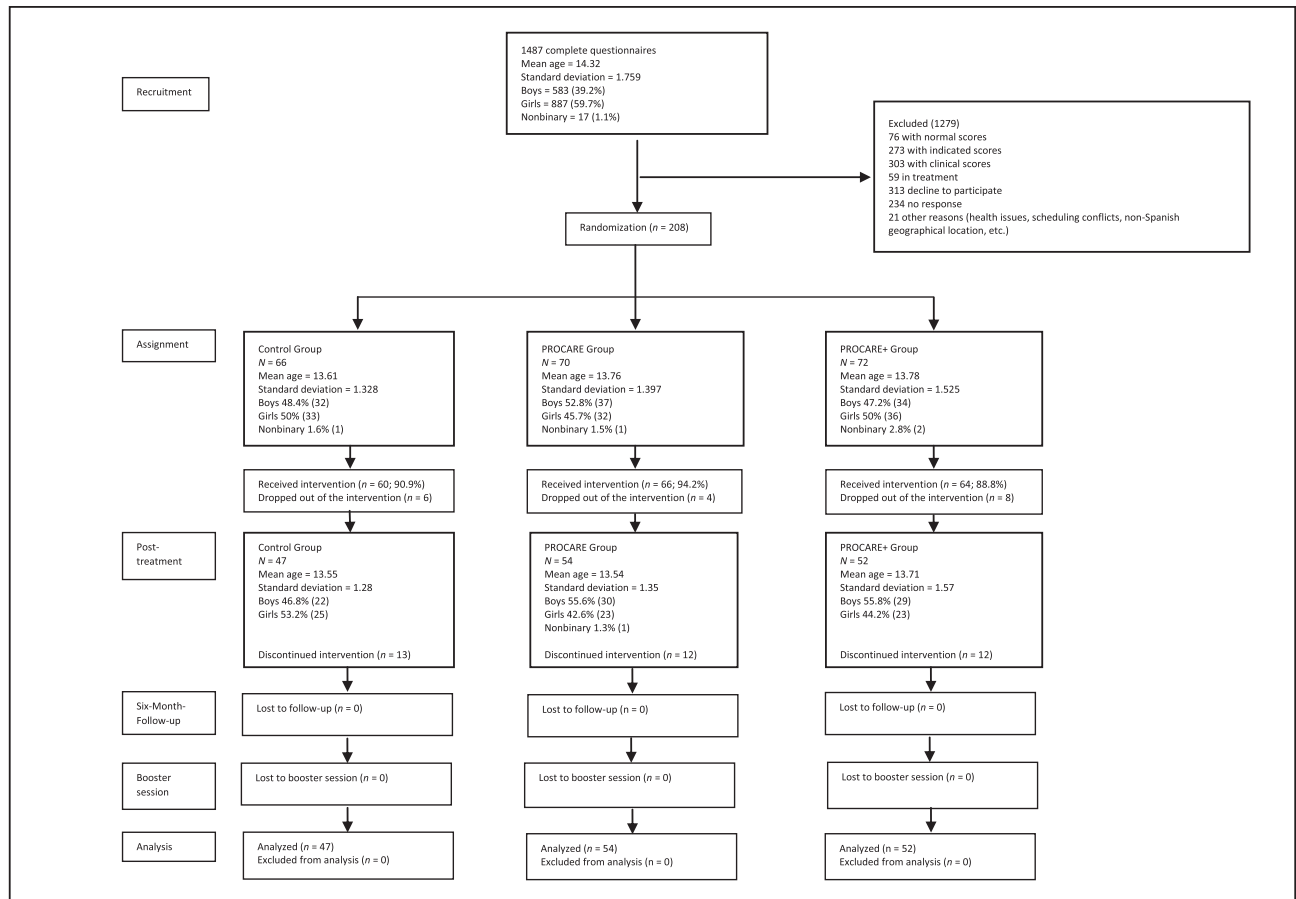 1487 complete questionnaires
Mean age = 14.32
Standard deviation = 1.759
Boys = 583 (39.2%)
Girls = 887 (59.7%)
Nonbinary = 17 (1.1%)
Recruitment
Excluded (1279)
76 with normal scores
273 with indicated scores
303 with clinical scores
59 in treatment
313 decline to participate
234 no response
21 other reasons (health issues, scheduling conflicts, non-Spanish
geographical location, etc.)
Randomization (n = 208)
Assignment
Control Group
N = 66
Mean age = 13.61
Standard deviation = 1.328
Boys 48.4% (32)
Girls 50% (33)
Nonbinary 1.6% (1)
PROCARE Group
N = 70
Mean age = 13.76
Standard deviation = 1.397
Boys 52.8% (37)
Girls 45.7% (32)
Nonbinary 1.5% (1)
PROCARE+ Group
N = 72
Mean age = 13.78
Standard deviation = 1.525
Boys 47.2% (34)
Girls 50% (36)
Nonbinary 2.8% (2)
Received intervention (n = 60; 90.9%)
Dropped out of the intervention (n = 6)
Received intervention (n = 66; 94.2%)
Dropped out of the intervention (n = 4)
Received intervention (n = 64; 88.8%)
Dropped out of the intervention (n = 8)
Post-
treatment
Control Group
N = 47
Mean age = 13.55
Standard deviation = 1.28
Boys 46.8% (22)
Girls 53.2% (25)
Discontinued intervention (n = 13)
PROCARE Group
N = 54
Mean age = 13.54
Standard deviation = 1.35
Boys 55.6% (30)
Girls 42.6% (23)
Nonbinary 1.3% (1)
Discontinued intervention (n = 12)
PROCARE+ Group
N = 52
Mean age = 13.71
Standard deviation = 1.57
Boys 55.8% (29)
Girls 44.2% (23)
Discontinued intervention (n = 12)
Six-Month-
Follow-up
Lost to follow-up (n = 0)
Lost to follow-up (n = 0)
Lost to follow-up (n = 0)
Booster
session
Lost to booster session (n = 0)
Lost to booster session (n = 0)
Lost to booster session (n = 0)
Analysis
Analyzed (n = 47)
Excluded from analysis (n = 0)
Analyzed (n = 54)
Excluded from analysis (n = 0)
Analyzed (n = 52)
Excluded from analysis (n = 0)